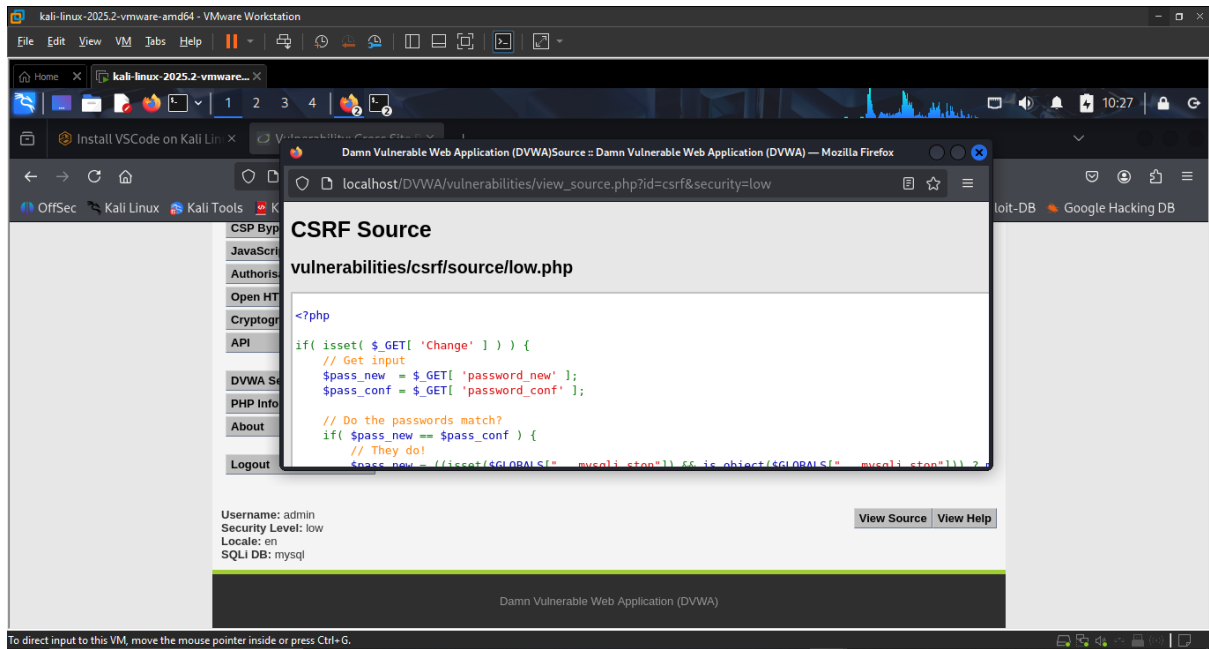 kali-linux-2025.2-vmware-amd64 - VMware Workstation
File Edit View VM Tabs Help
Home kali-linux-2025.2-vmware...
1 2 3 4 2 2 10:27
Install VSCode on Kali Lin
Damn Vulnerable Web Application (DVWA)Source :: Damn Vulnerable Web Application (DVWA) — Mozilla Firefox
localhost/DVWA/vulnerabilities/view_source.php?id=csrf&security=low
OffSec Kali Linux Kali Tools K loit-DB Google Hacking DB
CSP Byp
JavaScri
Authoris
Open HT
Cryptogr
API
DVWA Se
PHP Info
About
Logout
CSRF Source
vulnerabilities/csrf/source/low.php
<?php
if( isset( $_GET[ 'Change' ] ) ) {
// Get input
$pass_new  = $_GET[ 'password_new' ];
$pass_conf = $_GET[ 'password_conf' ];
// Do the passwords match?
if( $pass_new == $pass_conf ) {
// They do!
Username: admin
Security Level: low
Locale: en
SQLi DB: mysql
View Source View Help
Damn Vulnerable Web Application (DVWA)
To direct input to this VM, move the mouse pointer inside or press Ctrl+G.